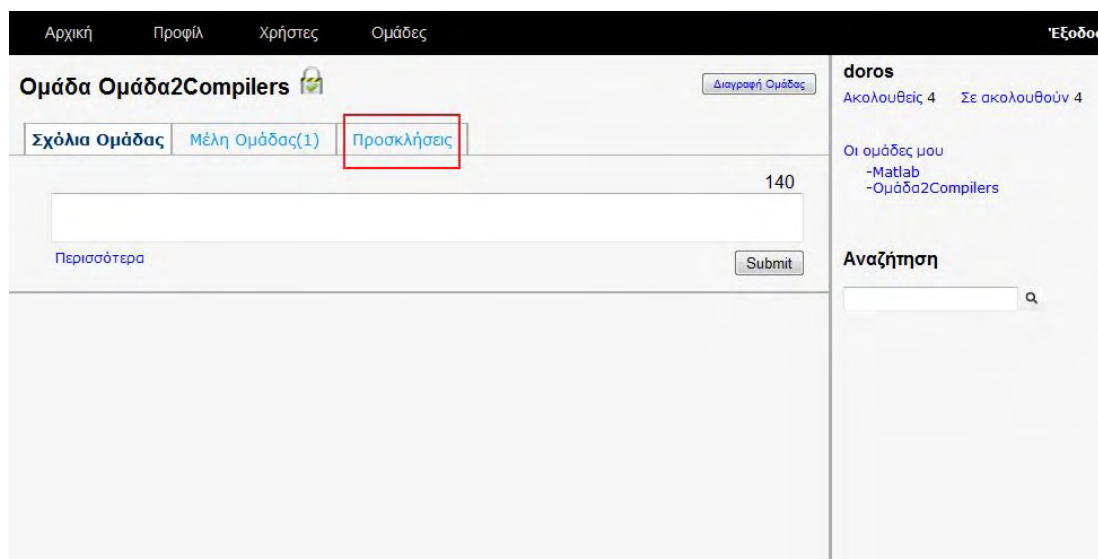 Αρχική Προφίλ Χρήστες Ομάδες
Ομάδα Ομάδα2Compilers
Διαγραφή Ομάδας
Σχόλια Ομάδας Μέλη Ομάδας(1) Προσκλήσεις
140
Περισσότερα
Submit
doros
Ακολουθείς 4 Σε ακολουθούν 4
Οι ομάδες μου
-Matlab
-Ομάδα2Compilers
Αναζήτηση